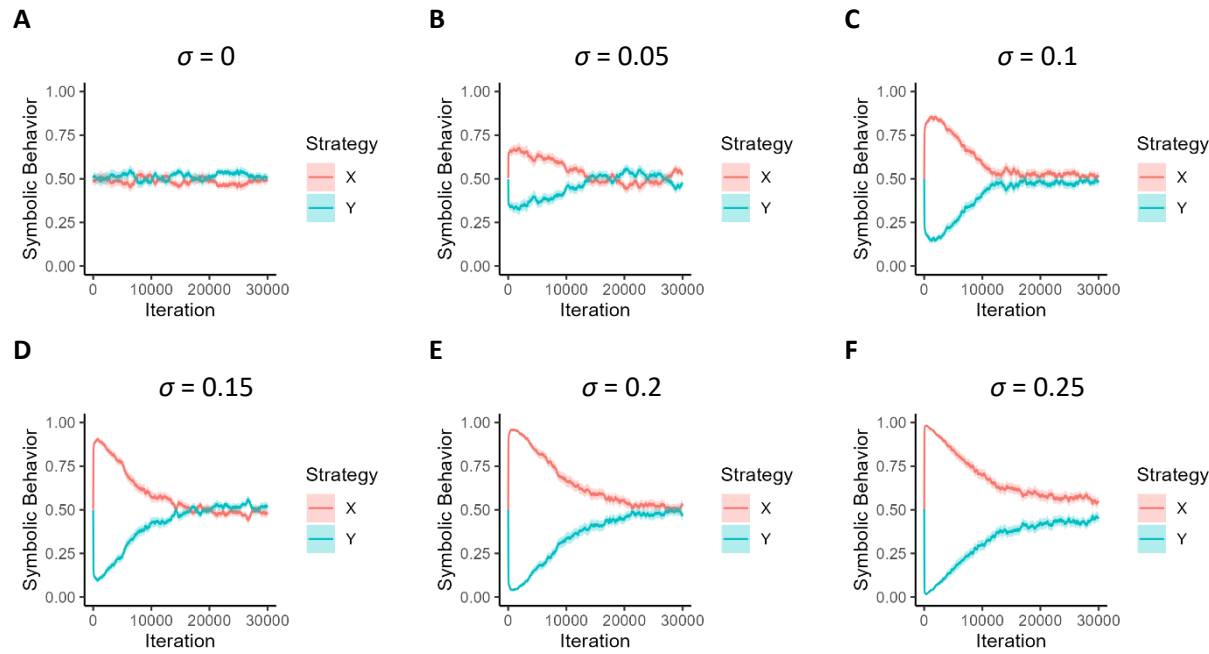 A
σ = 0
1.00
0.75
0.50
0.25
0.00
Symbolic Behavior
0 10000 20000 30000
Iteration
Strategy
X
Y
B
σ = 0.05
1.00
0.75
0.50
0.25
0.00
Symbolic Behavior
0 10000 20000 30000
Iteration
Strategy
X
Y
C
σ = 0.1
1.00
0.75
0.50
0.25
0.00
Symbolic Behavior
0 10000 20000 30000
Iteration
Strategy
X
Y
D
σ = 0.15
1.00
0.75
0.50
0.25
0.00
Symbolic Behavior
0 10000 20000 30000
Iteration
Strategy
X
Y
E
σ = 0.2
1.00
0.75
0.50
0.25
0.00
Symbolic Behavior
0 10000 20000 30000
Iteration
Strategy
X
Y
F
σ = 0.25
1.00
0.75
0.50
0.25
0.00
Symbolic Behavior
0 10000 20000 30000
Iteration
Strategy
X
Y